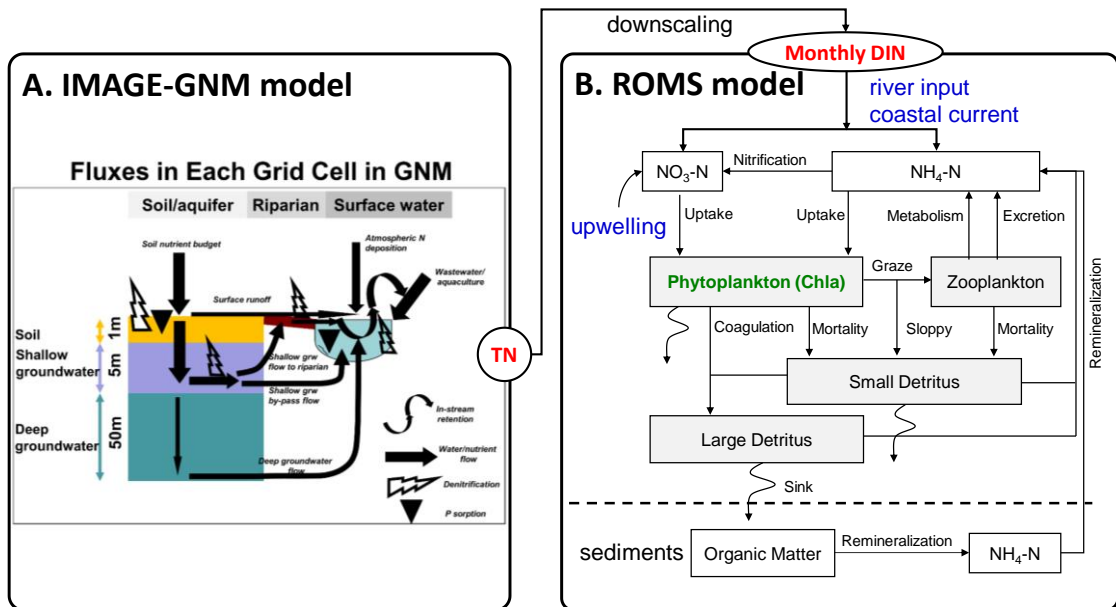 downscaling
Monthly DIN
A. IMAGE-GNM model
Fluxes in Each Grid Cell in GNM
Soil/aquifer Riparian Surface water
Soil nutrient budget
Atmospheric N
deposition
Wastewater/
aquaculture
Surface runoff
Soil
1m
Shallow
groundwater
5m
Shallow grw
flow to riparian
Shallow grw
by-pass flow
Deep
groundwater
50m
Deep groundwater
flow
In-stream
retention
Water/nutrient
flow
Denitrification
P sorption
TN
B. ROMS model
river input
coastal current
NO3-N
Nitrification
NH4-N
upwelling
Uptake
Uptake
Metabolism
Excretion
Phytoplankton (Chla)
Graze
Zooplankton
Remineralization
Coagulation
Mortality
Sloppy
Mortality
Small Detritus
Large Detritus
Sink
sediments
Organic Matter
Remineralization
NH4-N